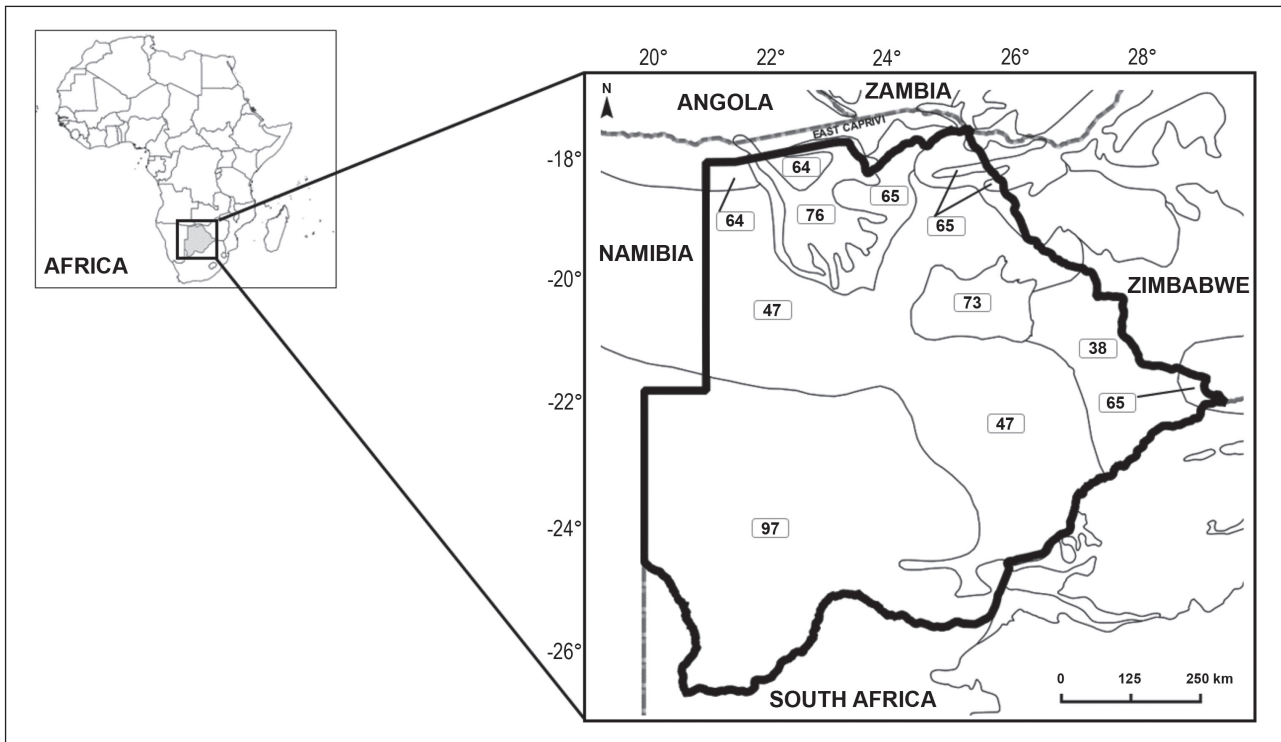 AFRICA
20°
22°
24°
26°
28°
-18°
-20°
-22°
-24°
-26°
N
ANGOLA
ZAMBIA
EAST CAPRIVI
64
65
64
76
65
NAMIBIA
ZIMBABWE
47
73
38
65
47
97
SOUTH AFRICA
0 125 250 km